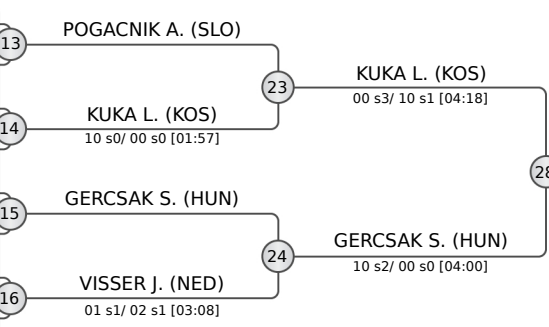 POGACNIK A. (SLO)
13
23
KUKA L. (KOS)
00 s3/ 10 s1 [04:18]
14
KUKA L. (KOS)
10 s0/ 00 s0 [01:57]
28
15
GERCSAK S. (HUN)
24
GERCSAK S. (HUN)
10 s2/ 00 s0 [04:00]
16
VISSER J. (NED)
01 s1/ 02 s1 [03:08]